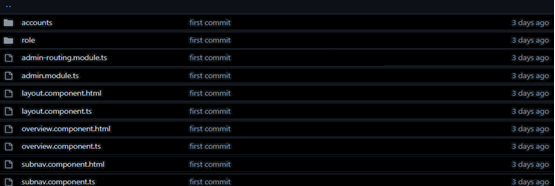 ..
accounts first commit 3 days ago
role first commit 3 days ago
admin-routing.module.ts first commit 3 days ago
admin.module.ts first commit 3 days ago
layout.component.html first commit 3 days ago
layout.component.ts first commit 3 days ago
overview.component.html first commit 3 days ago
overview.component.ts first commit 3 days ago
subnav.component.html first commit 3 days ago
subnav.component.ts first commit 3 days ago